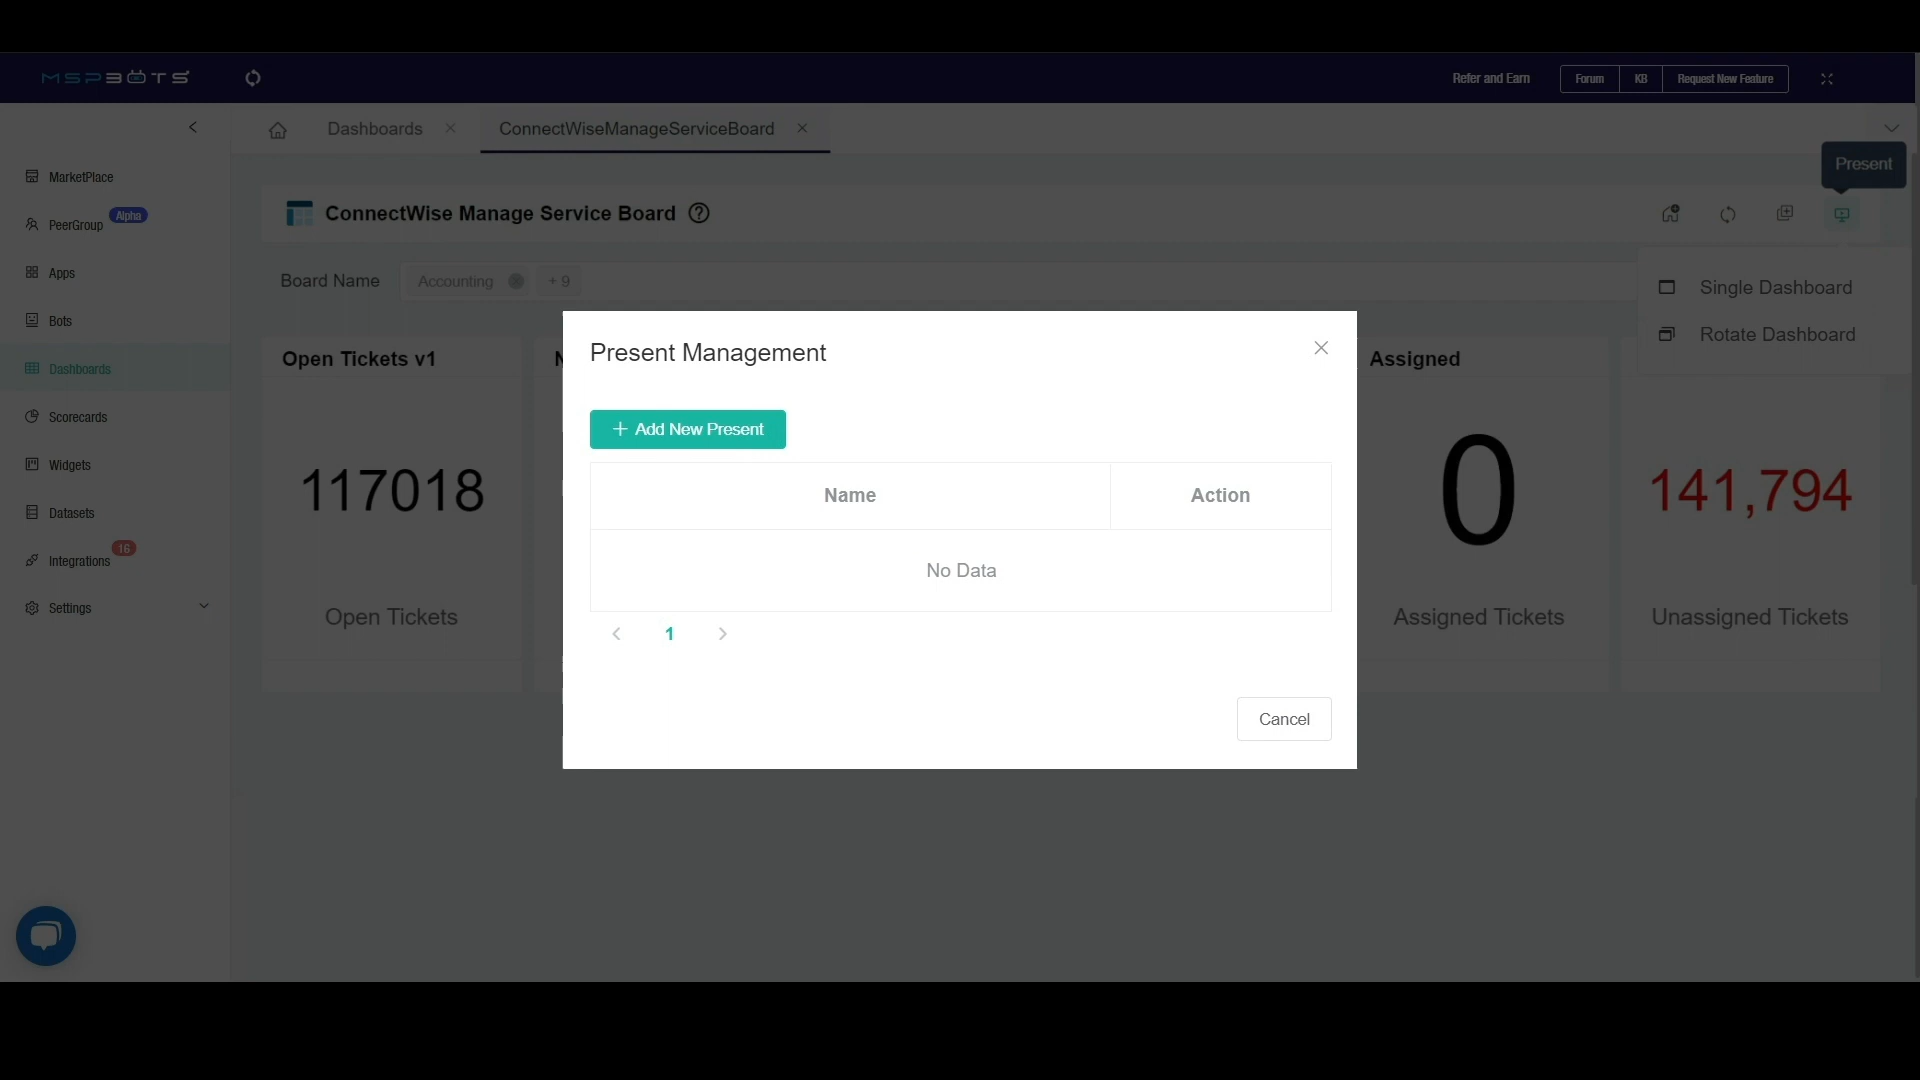 MSPBOTS
Refer and Earn
Forum
KB
Request New Feature
Dashboards
ConnectWiseManageServiceBoard
Present
MarketPlace
PeerGroup
Alpha
Apps
Bots
Dashboards
Scorecards
Widgets
Datasets
Integrations
16
Settings
ConnectWise Manage Service Board
Board Name
Accounting
+ 9
Single Dashboard
Rotate Dashboard
Open Tickets v1
117018
Open Tickets
Assigned
0
Assigned Tickets
141,794
Unassigned Tickets
Present Management
+ Add New Present
Name
Action
No Data
1
Cancel